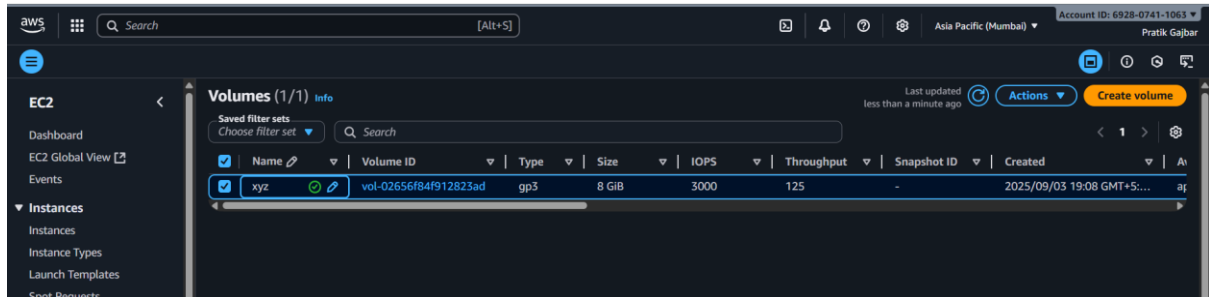 aws
Search [Alt+S]
Asia Pacific (Mumbai)
Account ID: 6928-0741-1063
Pratik Gajbar
EC2
Dashboard
EC2 Global View
Events
Instances
Instances
Instance Types
Launch Templates
Spot Requests
Volumes (1/1) Info
Last updated
less than a minute ago
Actions
Create volume
Saved filter sets
Choose filter set
Search
1
Name Volume ID Type Size IOPS Throughput Snapshot ID Created
xyz vol-02656f84f912823ad gp3 8 GiB 3000 125 - 2025/09/03 19:08 GMT+5:...